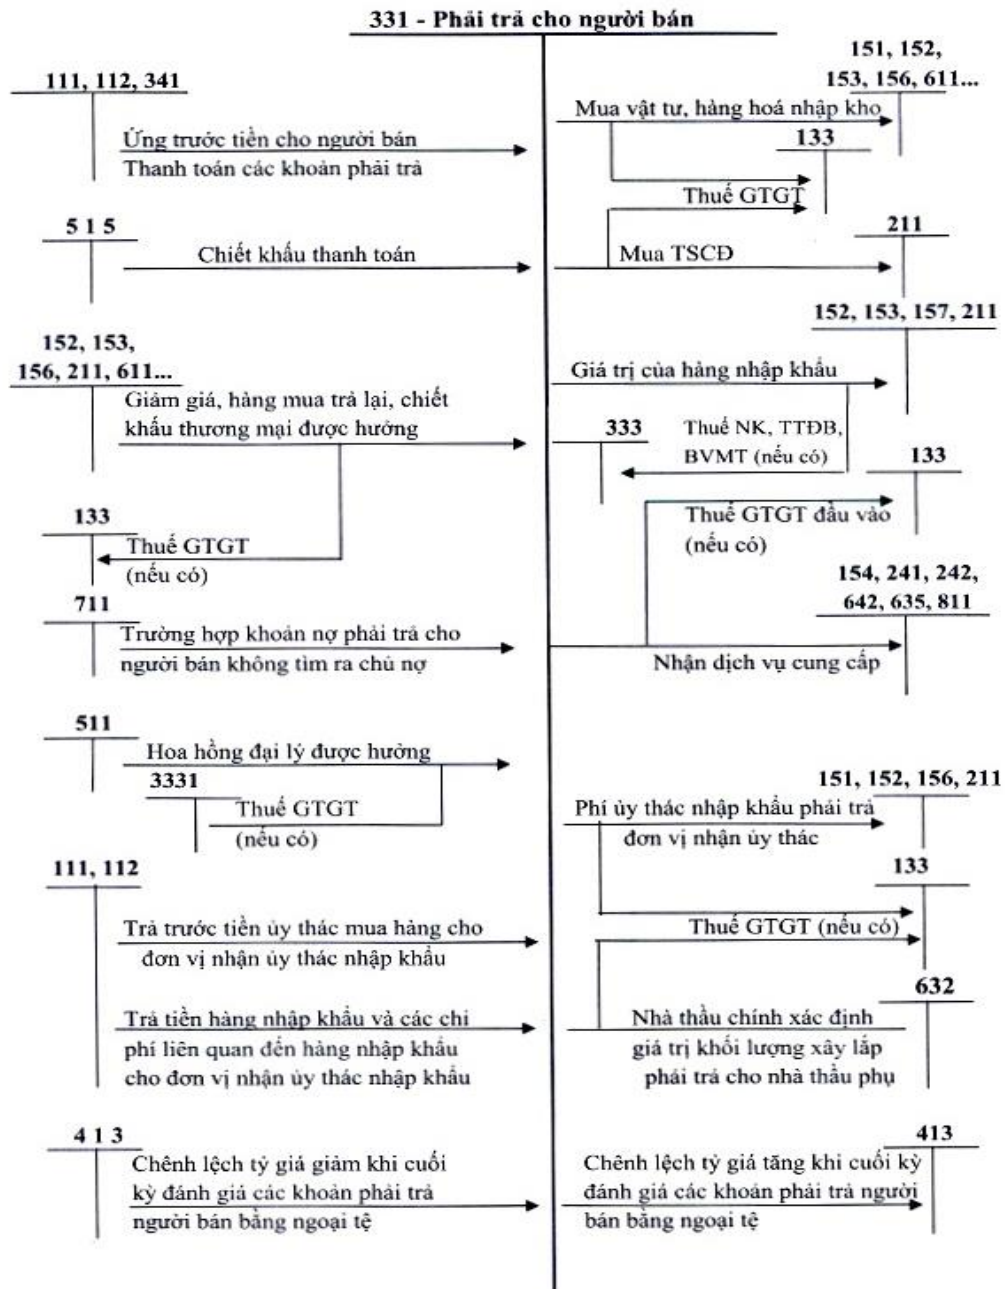 331 - Phải trả cho người bán
111, 112, 341
Ứng trước tiền cho người bán
Thanh toán các khoản phải trả
5 1 5
Chiết khấu thanh toán
152, 153,
156, 211, 611...
Giảm giá, hàng mua trả lại, chiết
khấu thương mại được hưởng
133
Thuế GTGT
(nếu có)
711
Trường hợp khoản nợ phải trả cho
người bán không tìm ra chủ nợ
511
Hoa hồng đại lý được hưởng
3331
Thuế GTGT
(nếu có)
111, 112
Trả trước tiền ủy thác mua hàng cho
đơn vị nhận ủy thác nhập khẩu
Trả tiền hàng nhập khẩu và các chi
phí liên quan đến hàng nhập khẩu
cho đơn vị nhận ủy thác nhập khẩu
4 1 3
Chênh lệch tỷ giá giảm khi cuối
kỳ đánh giá các khoản phải trả
người bán bằng ngoại tệ
151, 152,
153, 156, 611...
Mua vật tư, hàng hoá nhập kho
133
Thuế GTGT
211
Mua TSCĐ
152, 153, 157, 211
Giá trị của hàng nhập khẩu
333
Thuế NK, TTĐB,
BVMT (nếu có)
133
Thuế GTGT đầu vào
(nếu có)
154, 241, 242,
642, 635, 811
Nhận dịch vụ cung cấp
151, 152, 156, 211
Phí ủy thác nhập khẩu phải trả
đơn vị nhận ủy thác
133
Thuế GTGT (nếu có)
632
Nhà thầu chính xác định
giá trị khối lượng xây lắp
phải trả cho nhà thầu phụ
413
Chênh lệch tỷ giá tăng khi cuối kỳ
đánh giá các khoản phải trả người
bán bằng ngoại tệ